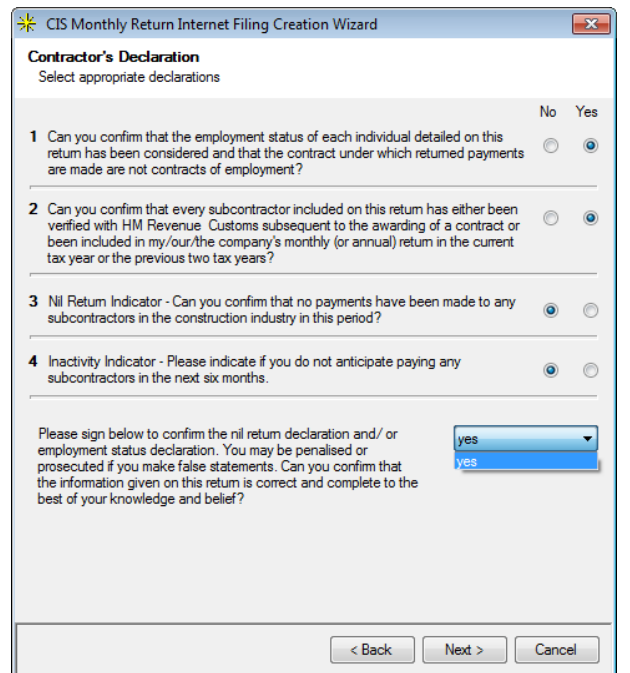 CIS Monthly Return Internet Filing Creation Wizard
Contractor's Declaration
Select appropriate declarations
No Yes
1 Can you confirm that the employment status of each individual detailed on this
return has been considered and that the contract under which returned payments
are made are not contracts of employment?
2 Can you confirm that every subcontractor included on this return has either been
verified with HM Revenue Customs subsequent to the awarding of a contract or
been included in my/our/the company's monthly (or annual) return in the current
tax year or the previous two tax years?
3 Nil Return Indicator - Can you confirm that no payments have been made to any
subcontractors in the construction industry in this period?
4 Inactivity Indicator - Please indicate if you do not anticipate paying any
subcontractors in the next six months.
Please sign below to confirm the nil return declaration and/ or
employment status declaration. You may be penalised or
prosecuted if you make false statements. Can you confirm that
the information given on this return is correct and complete to the
best of your knowledge and belief?
yes
yes
< Back Next > Cancel